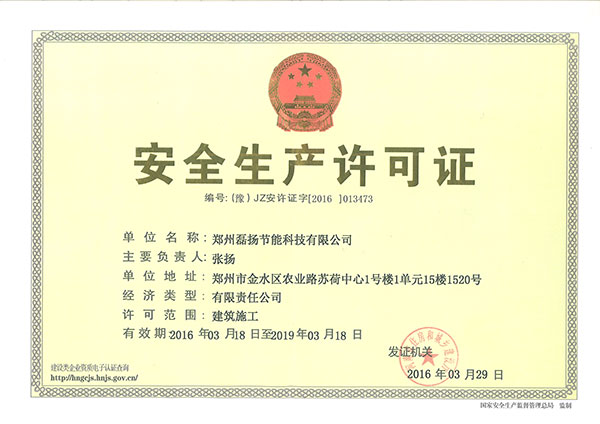 安全生产许可证
编号:(豫)JZ安许证字[2016 ]013473
单位名称:郑州磊扬节能科技有限公司
主要负责人:张扬
单位地址:郑州市金水区农业路苏荷中心1号楼1单元15楼1520号
经济类型:有限责任公司
许可范围:建筑施工
有效期:2016 年03 月18 日至2019 年03 月18 日
发证机关
2016 年03 月29 日
建设类企业资质电子认证查询
http://hngcjs.hnjs.gov.cn/
国家安全生产监督管理总局 监制